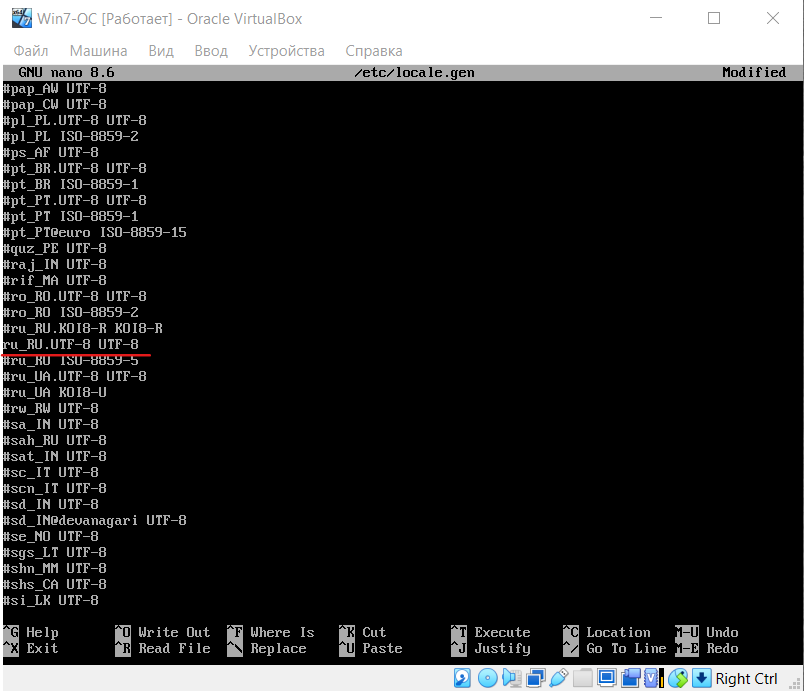 Win7-ОС [Работает] - Oracle VirtualBox
Файл Машина Вид Ввод Устройства Справка
GNU nano 8.6 /etc/locale.gen Modified
#pap_AW UTF-8
#pap_CW UTF-8
#pl_PL.UTF-8 UTF-8
#pl_PL ISO-8859-2
#ps_AF UTF-8
#pt_BR.UTF-8 UTF-8
#pt_BR ISO-8859-1
#pt_PT.UTF-8 UTF-8
#pt_PT ISO-8859-1
#pt_PT@euro ISO-8859-15
#quz_PE UTF-8
#raj_IN UTF-8
#rif_MA UTF-8
#ro_RO.UTF-8 UTF-8
#ro_RO ISO-8859-2
#ru_RU.KOI8-R KOI8-R
ru_RU.UTF-8 UTF-8
#ru_RU ISO-8859-5
#ru_UA.UTF-8 UTF-8
#ru_UA KOI8-U
#rw_RW UTF-8
#sa_IN UTF-8
#sah_RU UTF-8
#sat_IN UTF-8
#sc_IT UTF-8
#scn_IT UTF-8
#sd_IN UTF-8
#sd_IN@devanagari UTF-8
#se_NO UTF-8
#sgs_LT UTF-8
#shn_MM UTF-8
#shs_CA UTF-8
#si_LK UTF-8
^G Help ^O Write Out ^F Where Is ^K Cut ^T Execute ^C Location M-U Undo
^X Exit ^R Read File ^\ Replace ^U Paste ^J Justify ^/ Go To Line M-E Redo
Right Ctrl